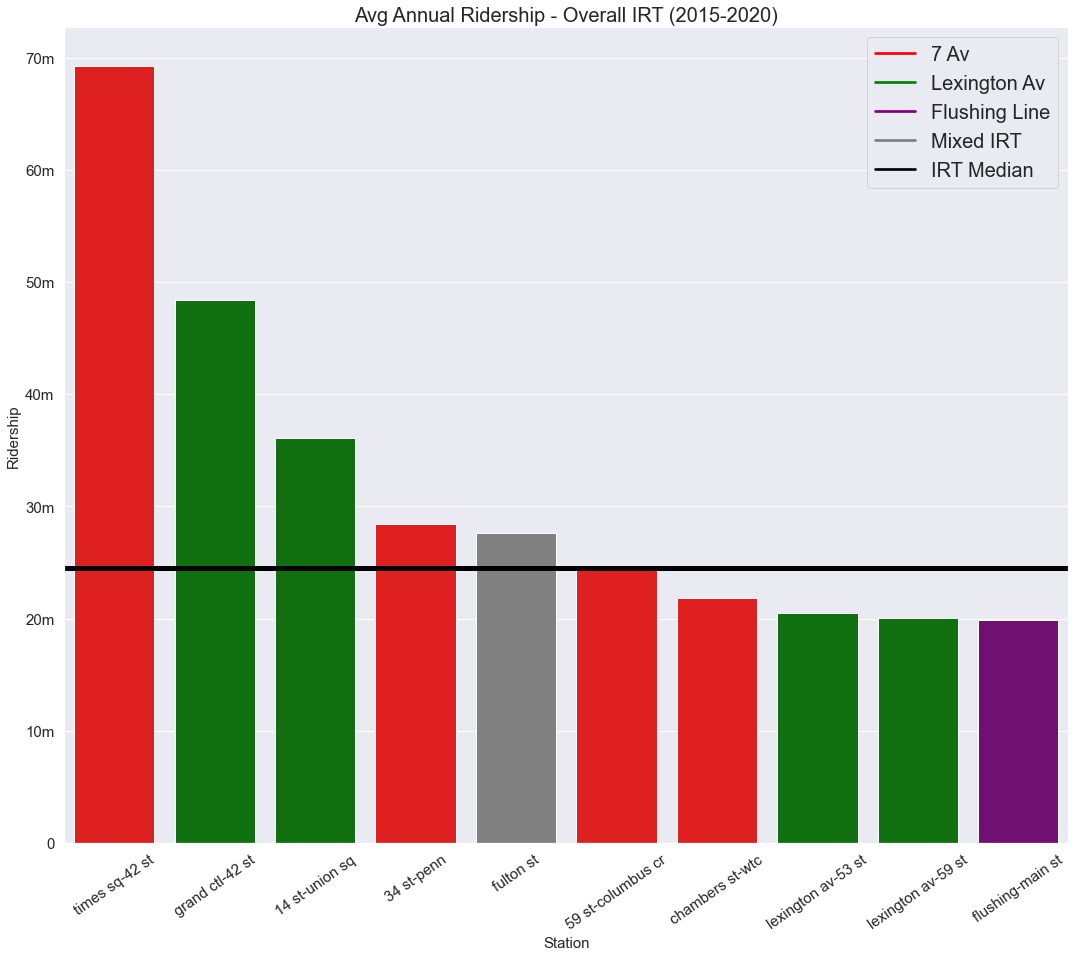 Avg Annual Ridership - Overall IRT (2015-2020)
7 Av
Lexington Av
Flushing Line
Mixed IRT
IRT Median
Ridership
70m
60m
50m
40m
30m
20m
10m
0
times sq-42 st
grand ctl-42 st
14 st-union sq
34 st-penn
fulton st
59 st-columbus cr
chambers st-wtc
lexington av-53 st
lexington av-59 st
flushing-main st
Station